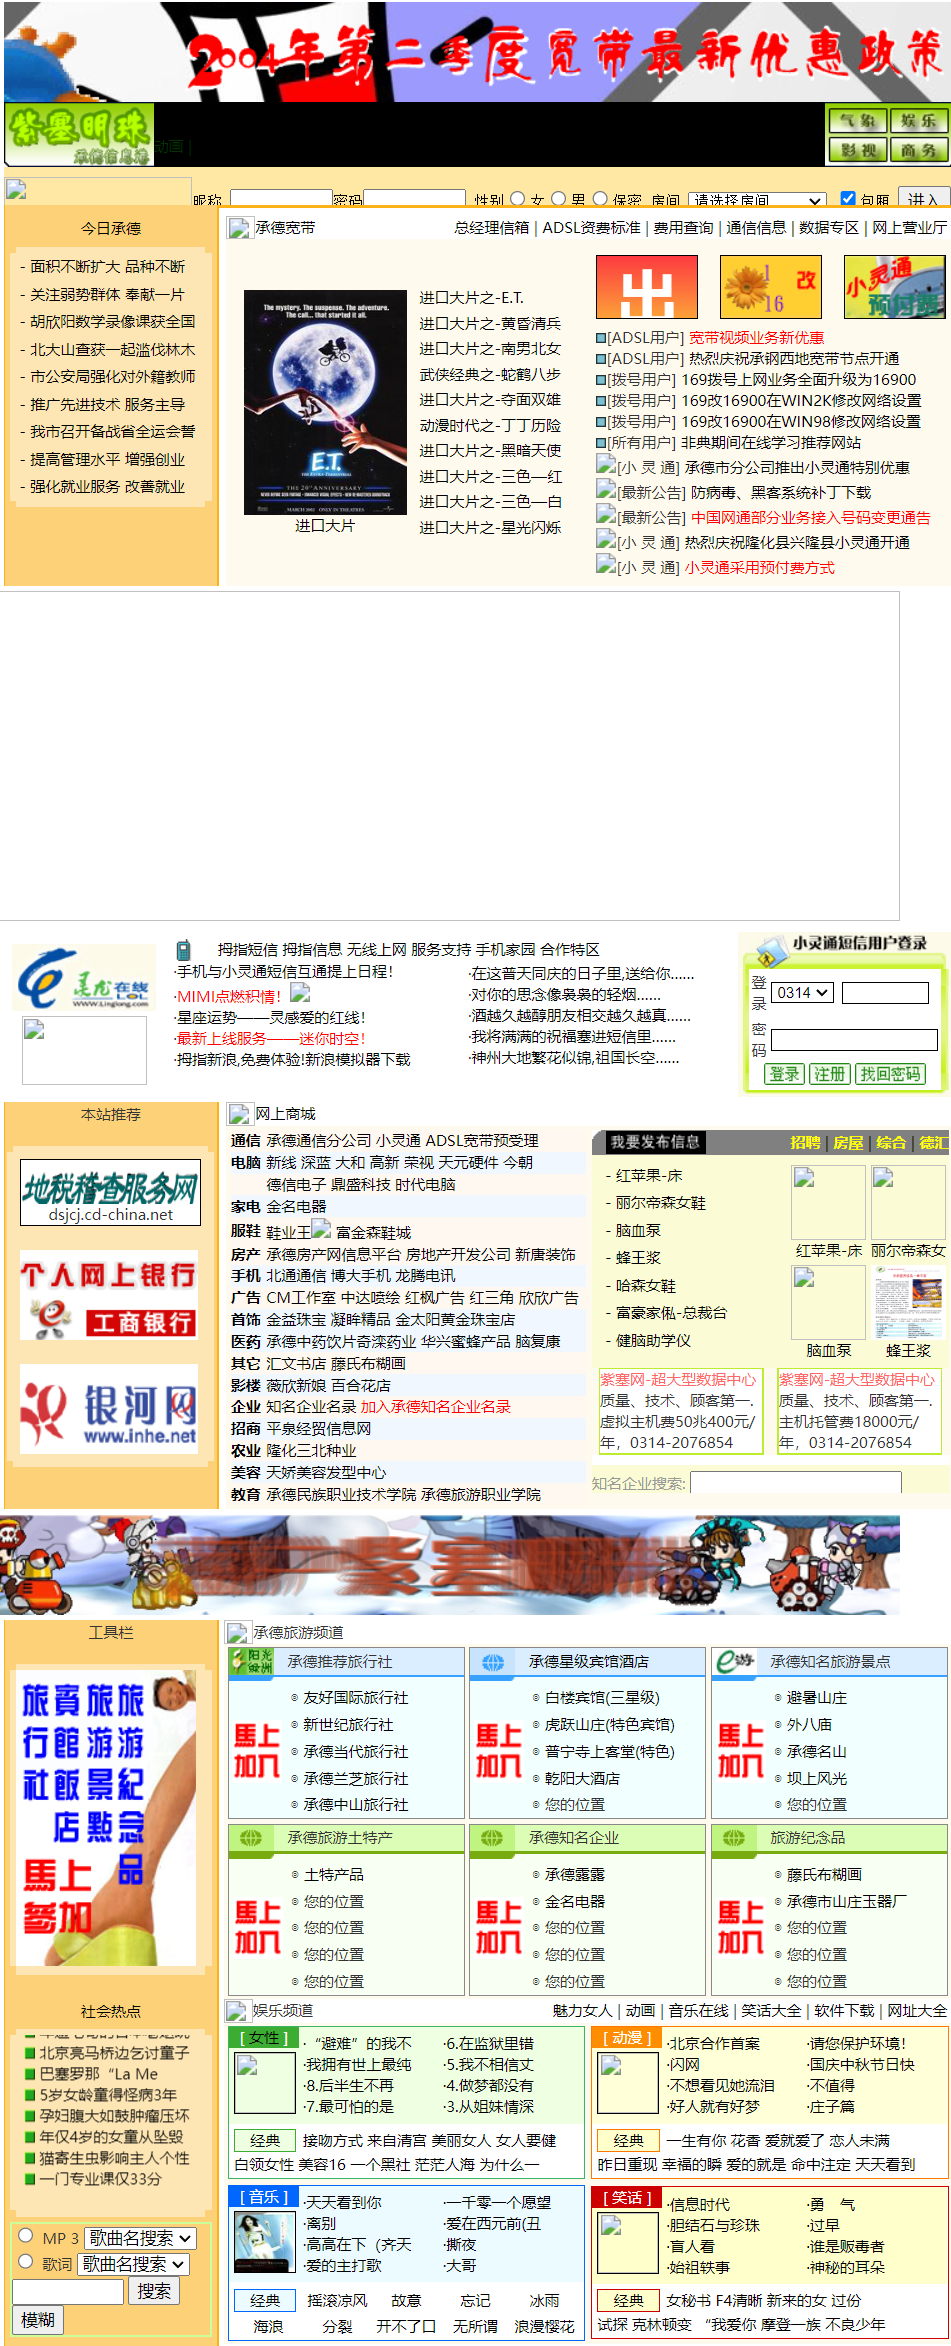 2004年第二季度宽带最新优惠政策
紫塞明珠
承德信息港
动画 |
气象 娱乐
影视 商务
昵称 密码 性别 女 男 保密 房间 请选择房间 包厢 进入
今日承德
- 面积不断扩大 品种不断
- 关注弱势群体 奉献一片
- 胡欣阳数学录像课获全国
- 北大山查获一起滥伐林木
- 市公安局强化对外籍教师
- 推广先进技术 服务主导
- 我市召开备战省全运会誓
- 提高管理水平 增强创业
- 强化就业服务 改善就业
承德宽带
总经理信箱 | ADSL资费标准 | 费用查询 | 通信信息 | 数据专区 | 网上营业厅
The mystery. The suspense. The adventure.
The call... that started it all.
E.T.
THE EXTRA-TERRESTRIAL
THE 20TH ANNIVERSARY
进口大片
进口大片之-E.T.
进口大片之-黄昏清兵
进口大片之-南男北女
武侠经典之-蛇鹤八步
进口大片之-夺面双雄
动漫时代之-丁丁历险
进口大片之-黑暗天使
进口大片之-三色—红
进口大片之-三色—白
进口大片之-星光闪烁
出
1 改
16
小灵通
预付费
[ADSL用户] 宽带视频业务新优惠
[ADSL用户] 热烈庆祝承钢西地宽带节点开通
[拨号用户] 169拨号上网业务全面升级为16900
[拨号用户] 169改16900在WIN2K修改网络设置
[拨号用户] 169改16900在WIN98修改网络设置
[所有用户] 非典期间在线学习推荐网站
[小 灵 通] 承德市分公司推出小灵通特别优惠
[最新公告] 防病毒、黑客系统补丁下载
[最新公告] 中国网通部分业务接入号码变更通告
[小 灵 通] 热烈庆祝隆化县兴隆县小灵通开通
[小 灵 通] 小灵通采用预付费方式
灵龙在线
www.Linglong.com
拇指短信 拇指信息 无线上网 服务支持 手机家园 合作特区
·手机与小灵通短信互通提上日程！
·MIMI点燃积情！
·星座运势——灵感爱的红线！
·最新上线服务——迷你时空！
·拇指新浪,免费体验!新浪模拟器下载
·在这普天同庆的日子里,送给你......
·对你的思念像袅袅的轻烟......
·酒越久越醇朋友相交越久越真......
·我将满满的祝福塞进短信里......
·神州大地繁花似锦,祖国长空......
小灵通短信用户登录
登录 0314
密码
登录 注册 找回密码
本站推荐
地税稽查服务网
dsjcj.cd-china.net
个人网上银行
工商银行
银河网
www.inhe.net
网上商城
通信 承德通信分公司 小灵通 ADSL宽带预受理
电脑 新线 深蓝 大和 高新 荣视 天元硬件 今朝
德信电子 鼎盛科技 时代电脑
家电 金名电器
服鞋 鞋业王 富金森鞋城
房产 承德房产网信息平台 房地产开发公司 新唐装饰
手机 北通通信 博大手机 龙腾电讯
广告 CM工作室 中达喷绘 红枫广告 红三角 欣欣广告
首饰 金益珠宝 凝眸精品 金太阳黄金珠宝店
医药 承德中药饮片奇滦药业 华兴蜜蜂产品 脑复康
其它 汇文书店 藤氏布糊画
影楼 薇欣新娘 百合花店
企业 知名企业名录 加入承德知名企业名录
招商 平泉经贸信息网
农业 隆化三北种业
美容 天娇美容发型中心
教育 承德民族职业技术学院 承德旅游职业学院
我要发布信息
招聘 | 房屋 | 综合 | 德汇
- 红苹果-床
- 丽尔帝森女鞋
- 脑血泵
- 蜂王浆
- 哈森女鞋
- 富豪家俬-总裁台
- 健脑助学仪
红苹果-床 丽尔帝森女
脑血泵 蜂王浆
紫塞网-超大型数据中心
质量、技术、顾客第一.
虚拟主机费50兆400元/
年，0314-2076854
紫塞网-超大型数据中心
质量、技术、顾客第一.
主机托管费18000元/
年，0314-2076854
知名企业搜索:
工具栏
旅行社
賓館飯店
旅游景點
旅游紀念品
馬上參加
社会热点
北京亮马桥边乞讨童子
巴塞罗那“La Me
5岁女龄童得怪病3年
孕妇腹大如鼓肿瘤压坏
年仅4岁的女童从坠毁
猫寄生虫影响主人个性
一门专业课仅33分
MP 3 歌曲名搜索
歌词 歌曲名搜索
搜索
模糊
承德旅游频道
阳光绿洲 承德推荐旅行社
馬上加入
友好国际旅行社
新世纪旅行社
承德当代旅行社
承德兰芝旅行社
承德中山旅行社
承德星级宾馆酒店
馬上加入
白楼宾馆(三星级)
虎跃山庄(特色宾馆)
普宁寺上客堂(特色)
乾阳大酒店
您的位置
e游 承德知名旅游景点
馬上加入
避暑山庄
外八庙
承德名山
坝上风光
您的位置
承德旅游土特产
馬上加入
土特产品
您的位置
您的位置
您的位置
您的位置
承德知名企业
馬上加入
承德露露
金名电器
您的位置
您的位置
您的位置
旅游纪念品
馬上加入
藤氏布糊画
承德市山庄玉器厂
您的位置
您的位置
您的位置
娱乐频道
魅力女人 | 动画 | 音乐在线 | 笑话大全 | 软件下载 | 网址大全
[ 女性 ]
·“避难”的我不 ·6.在监狱里错
·我拥有世上最纯 ·5.我不相信丈
·8.后半生不再 ·4.做梦都没有
·7.最可怕的是 ·3.从姐妹情深
经典 接吻方式 来自清宫 美丽女人 女人要健
白领女性 美容16 一个黑社 茫茫人海 为什么一
[ 动漫 ]
·北京合作首案 ·请您保护环境！
·闪网 ·国庆中秋节日快
·不想看见她流泪 ·不值得
·好人就有好梦 ·庄子篇
经典 一生有你 花香 爱就爱了 恋人未满
昨日重现 幸福的瞬 爱的就是 命中注定 天天看到
[ 音乐 ]
·天天看到你 ·一千零一个愿望
·离别 ·爱在西元前(丑
·高高在下（齐天 ·撕夜
·爱的主打歌 ·大哥
经典 摇滚凉风 故意 忘记 冰雨
海浪 分裂 开不了口 无所谓 浪漫樱花
[ 笑话 ]
·信息时代 ·勇　气
·胆结石与珍珠 ·过早
·盲人看 ·谁是贩毒者
·始祖轶事 ·神秘的耳朵
经典 女秘书 F4清晰 新来的女 过份
试探 克林顿变 “我爱你 摩登一族 不良少年